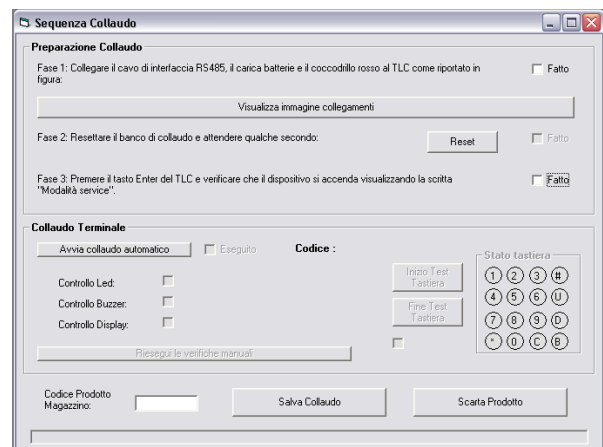 Sequenza Collaudo
Preparazione Collaudo
Fase 1: Collegare il cavo di interfaccia RS485, il carica batterie e il coccodrillo rosso al TLC come riportato in
figura:
Fatto
Visualizza immagine collegamenti
Fase 2: Resettare il banco di collaudo e attendere qualche secondo:
Reset
Fatto
Fase 3: Premere il tasto Enter del TLC e verificare che il dispositivo si accenda visualizzando la scritta
"Modalità service".
Fatto
Collaudo Terminale
Avvia collaudo automatico
Eseguito
Codice :
Controllo Led:
Controllo Buzzer:
Controllo Display:
Riesegui le verifiche manuali
Inizio Test
Tastiera
Fine Test
Tastiera
Stato tastiera
1 2 3 #
4 5 6 U
7 8 9 D
* 0 C B
Codice Prodotto
Magazzino:
Salva Collaudo
Scarta Prodotto